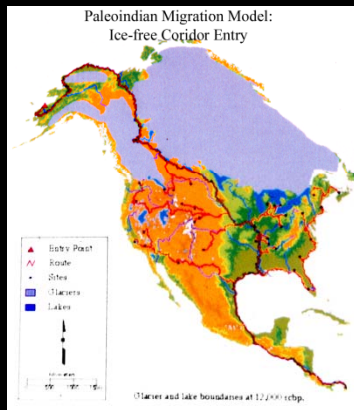 Paleoindian Migration Model:
Ice-free Coridor Entry
Entry Point
Route
Sites
Glaciers
Lakes
Glacier and lake boundaries at 12,000 rcbp.